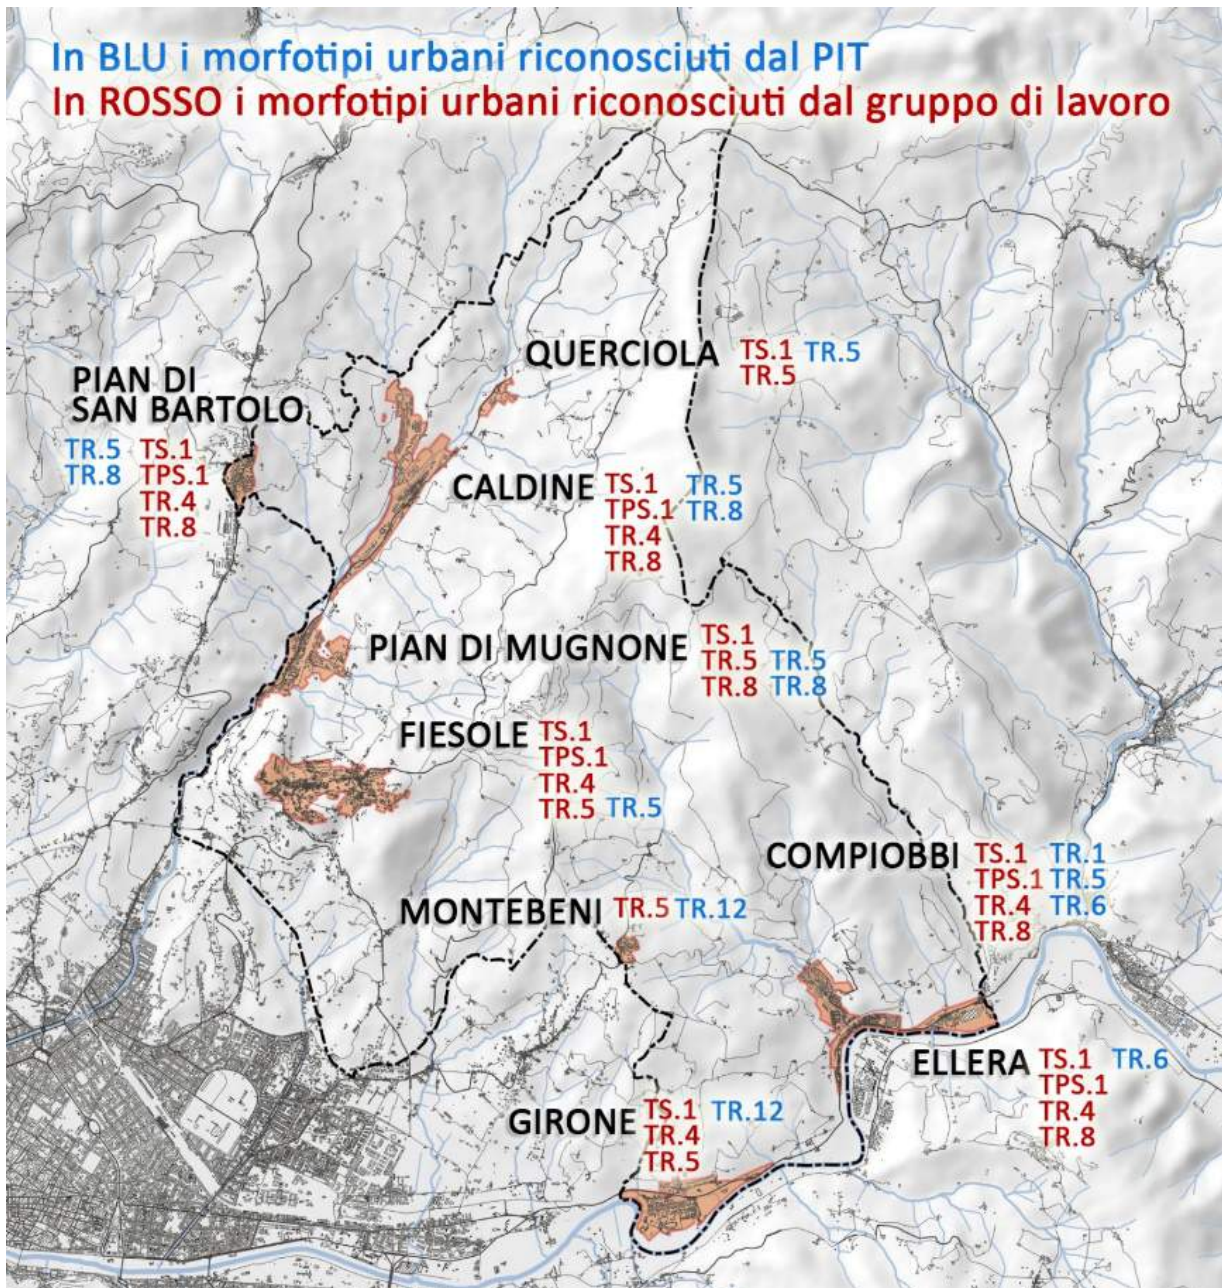 In BLU i morfotipi urbani riconosciuti dal PIT
In ROSSO i morfotipi urbani riconosciuti dal gruppo di lavoro
QUERCIOLA TS.1 TR.5
TR.5
PIAN DI
SAN BARTOLO
TR.5 TS.1
TR.8 TPS.1
TR.4
TR.8
CALDINE TS.1 TR.5
TPS.1 TR.8
TR.4
TR.8
PIAN DI MUGNONE TS.1
TR.5 TR.5
TR.8 TR.8
FIESOLE TS.1
TPS.1
TR.4
TR.5 TR.5
COMPIOBBI TS.1 TR.1
TPS.1 TR.5
TR.4 TR.6
TR.8
MONTEBENI TR.5 TR.12
ELLERA TS.1 TR.6
TPS.1
TR.4
TR.8
GIRONE TS.1 TR.12
TR.4
TR.5